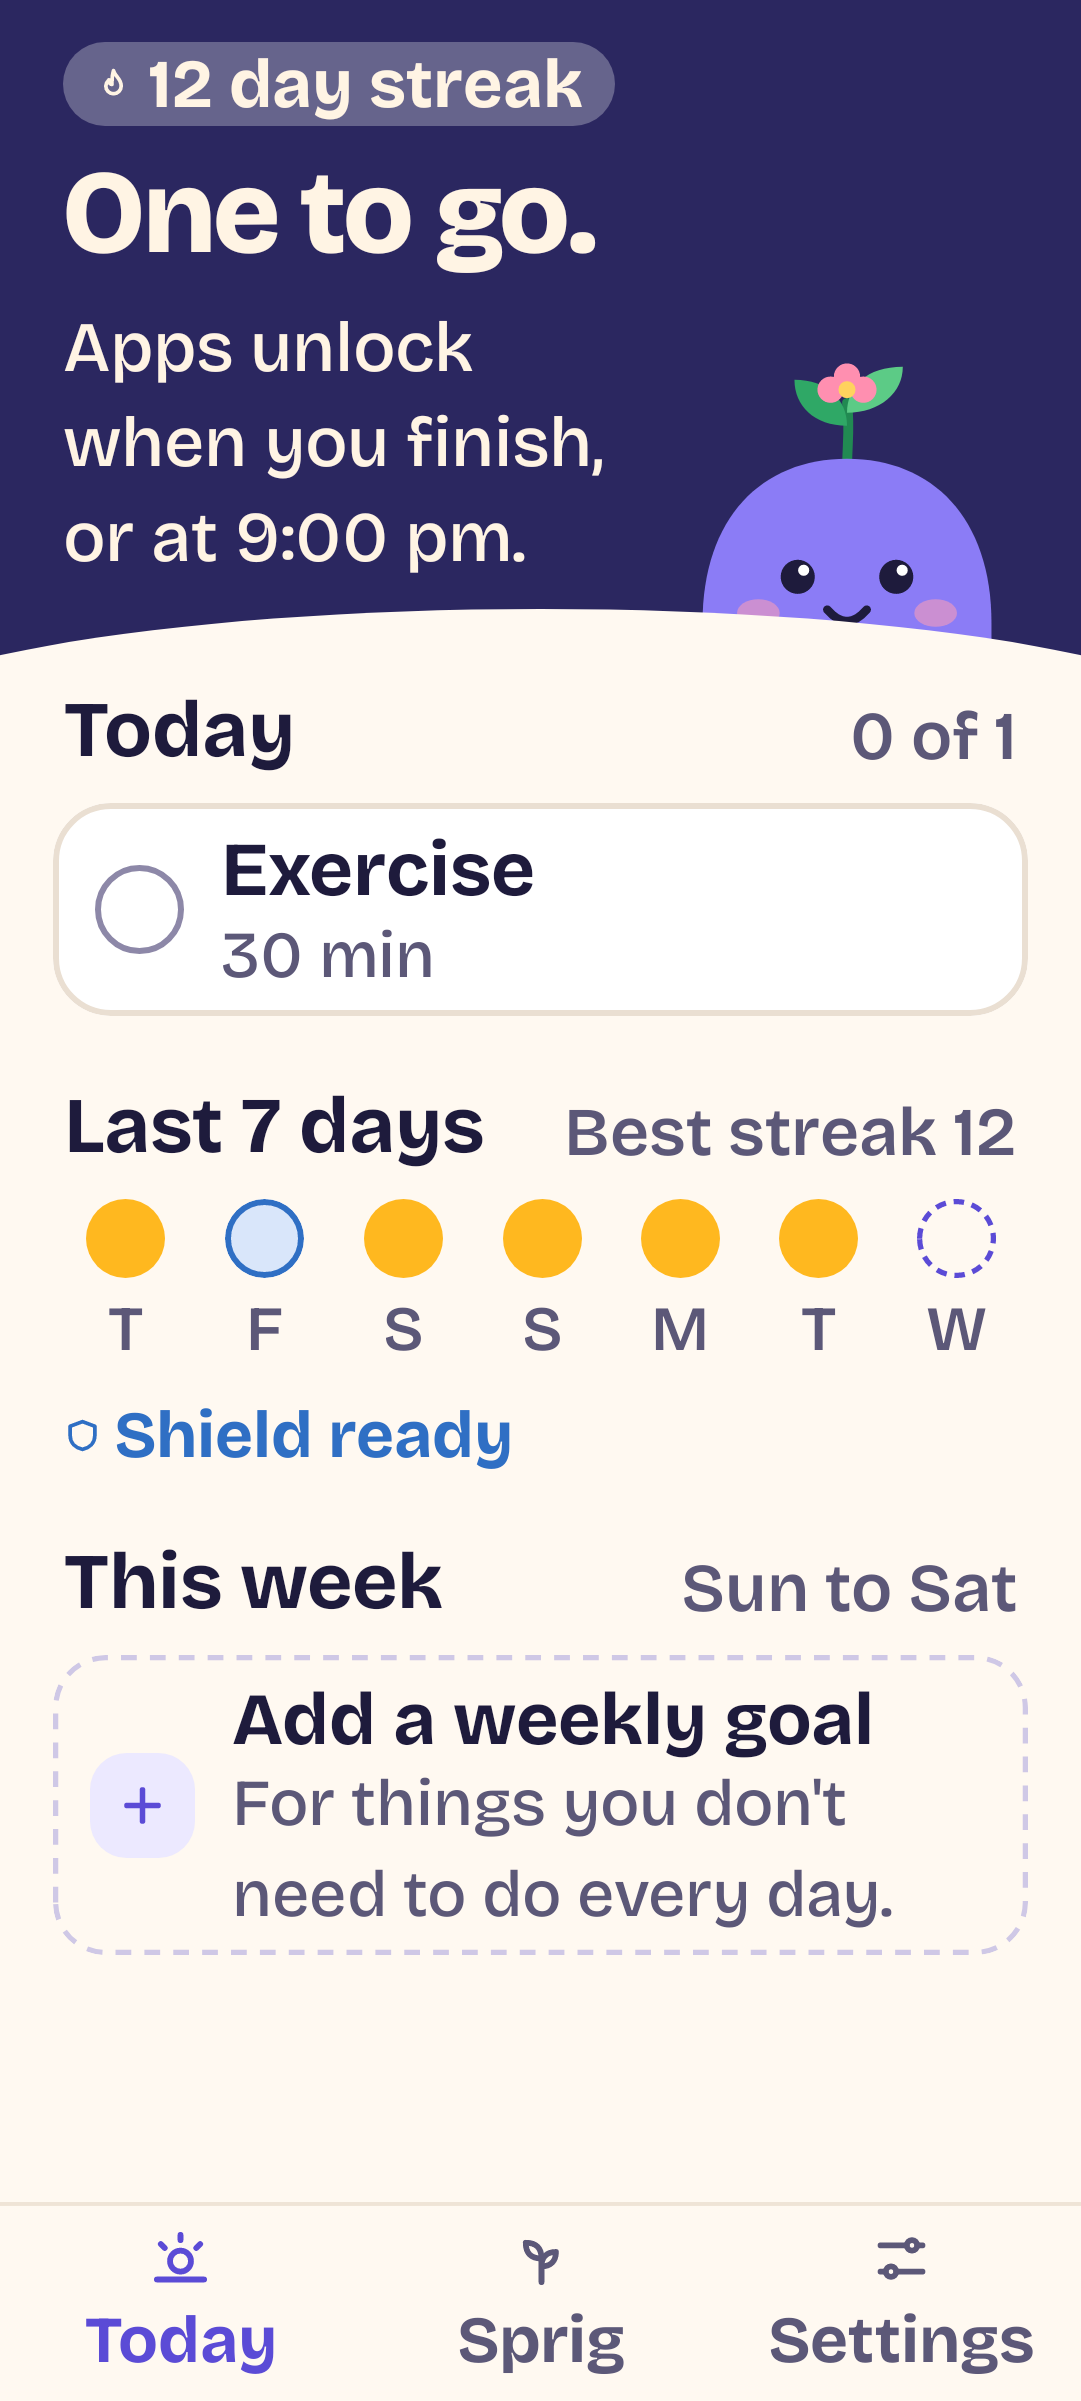 12 day streak
One to go.
Apps unlock
when you finish,
or at 9:00 pm.
Today
0 of 1
Exercise
30 min
Last 7 days
Best streak 12
T F S S M T W
Shield ready
This week
Sun to Sat
Add a weekly goal
For things you don't
need to do every day.
Today
Sprig
Settings